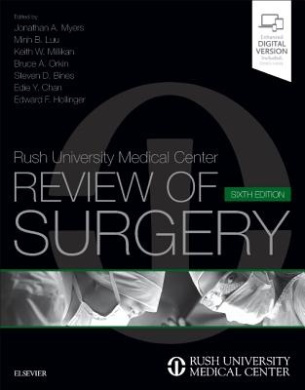 Edited by
Jonathan A. Myers
Minn B. Luu
Keith W. Millikan
Bruce A. Orkin
Steven D. Bines
Edie Y. Chan
Edward F. Hollinger
Enhanced
DIGITAL
VERSION
Included
Rush University Medical Center
REVIEW OF
SIXTH EDITION
SURGERY
ELSEVIER
RUSH UNIVERSITY
MEDICAL CENTER